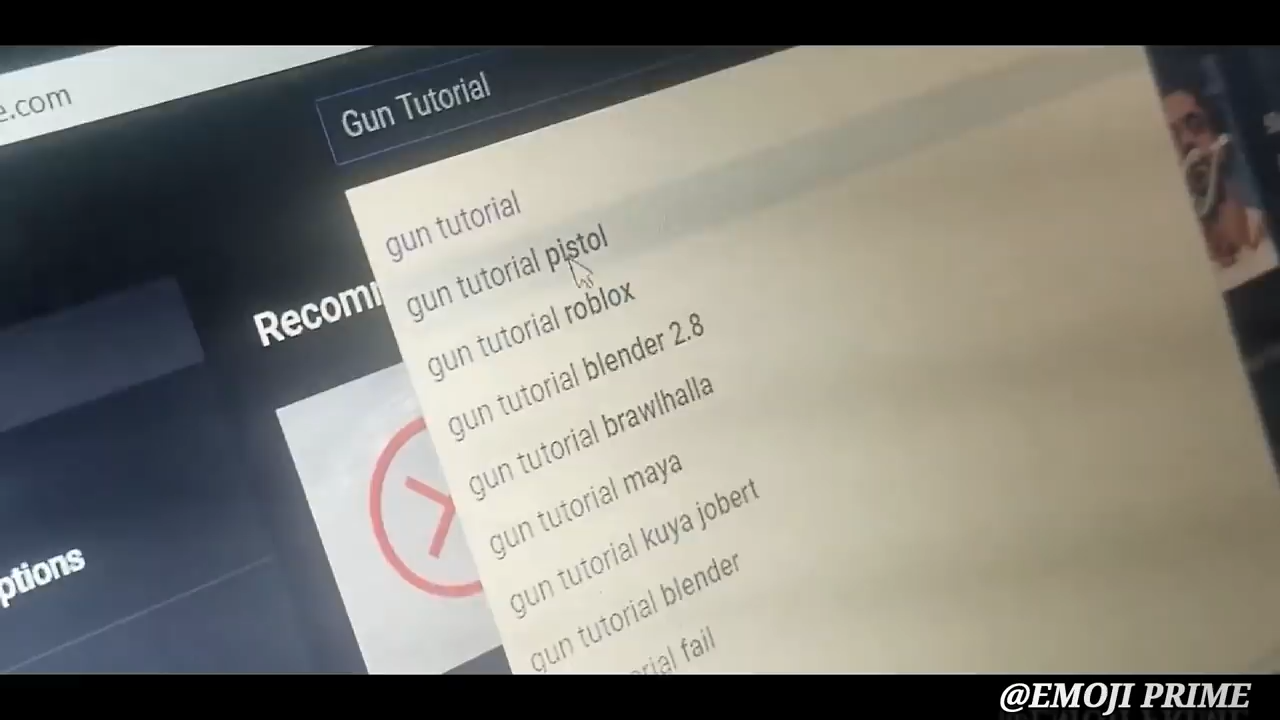 e.com
Gun Tutorial
gun tutorial
gun tutorial pistol
gun tutorial roblox
gun tutorial blender 2.8
gun tutorial brawlhalla
gun tutorial maya
gun tutorial kuya jobert
gun tutorial blender
rial fail
Recomm
ptions
@EMOJI PRIME